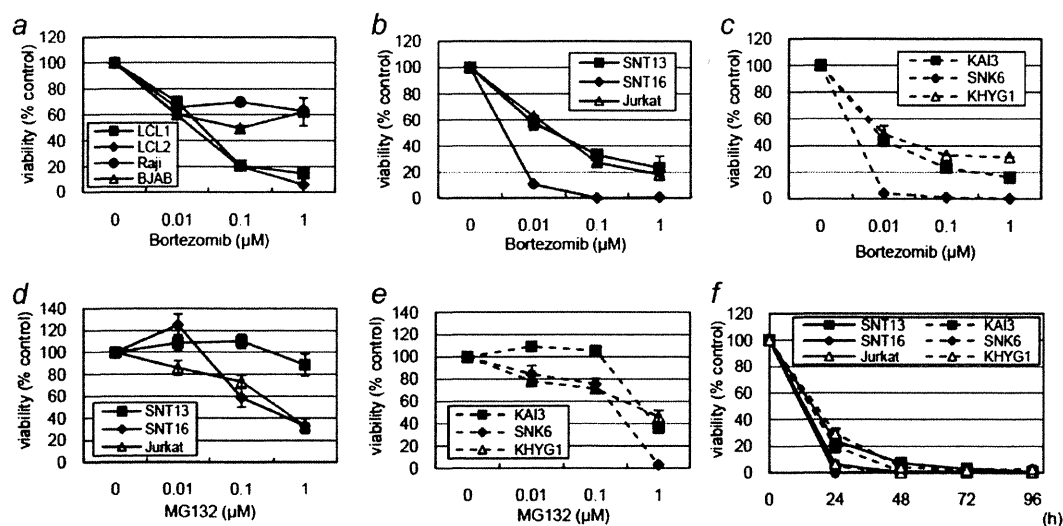 a
viability (% control)
120
100
80
60
40
20
0
LCL1
LCL2
Raji
BJAB
0 0.01 0.1 1
Bortezomib (µM)
b
viability (% control)
120
100
80
60
40
20
0
SNT13
SNT16
Jurkat
0 0.01 0.1 1
Bortezomib (µM)
c
viability (% control)
120
100
80
60
40
20
0
KAI3
SNK6
KHYG1
0 0.01 0.1 1
Bortezomib (µM)
d
viability (% control)
140
120
100
80
60
40
20
0
SNT13
SNT16
Jurkat
0 0.01 0.1 1
MG132 (µM)
e
viability (% control)
140
120
100
80
60
40
20
0
KAI3
SNK6
KHYG1
0 0.01 0.1 1
MG132 (µM)
f
viability (% control)
120
100
80
60
40
20
0
SNT13 KAI3
SNT16 SNK6
Jurkat KHYG1
0 24 48 72 96
(h)